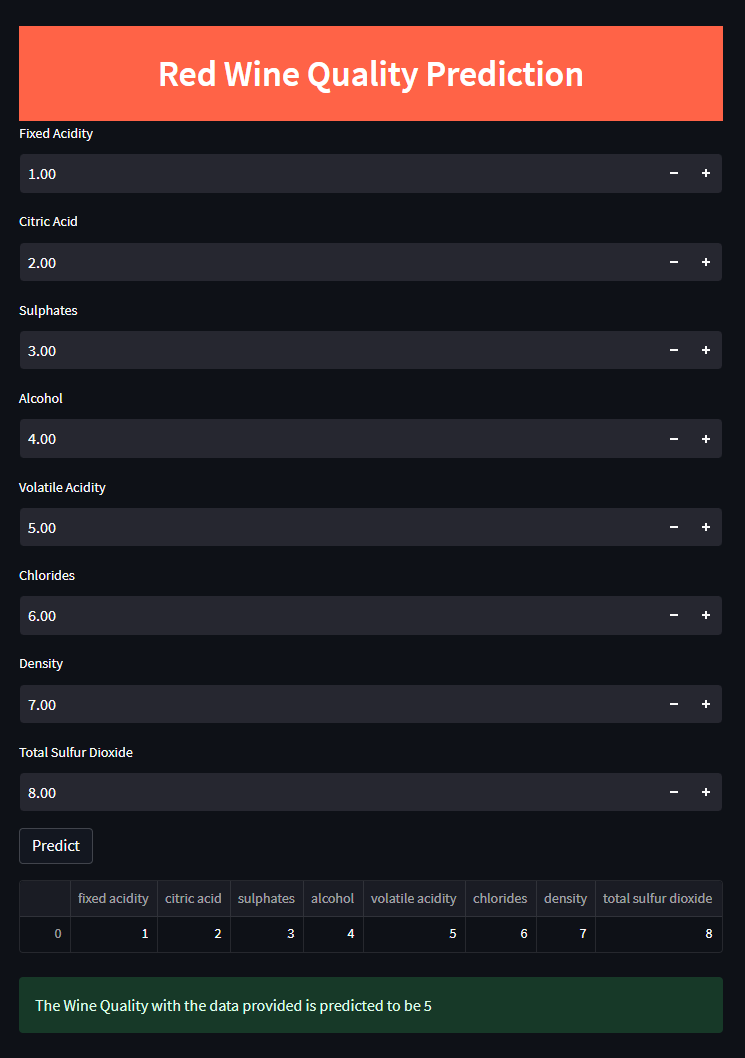 Red Wine Quality Prediction
Fixed Acidity
1.00
Citric Acid
2.00
Sulphates
3.00
Alcohol
4.00
Volatile Acidity
5.00
Chlorides
6.00
Density
7.00
Total Sulfur Dioxide
8.00
Predict
fixed acidity citric acid sulphates alcohol volatile acidity chlorides density total sulfur dioxide
0 1 2 3 4 5 6 7 8
The Wine Quality with the data provided is predicted to be 5